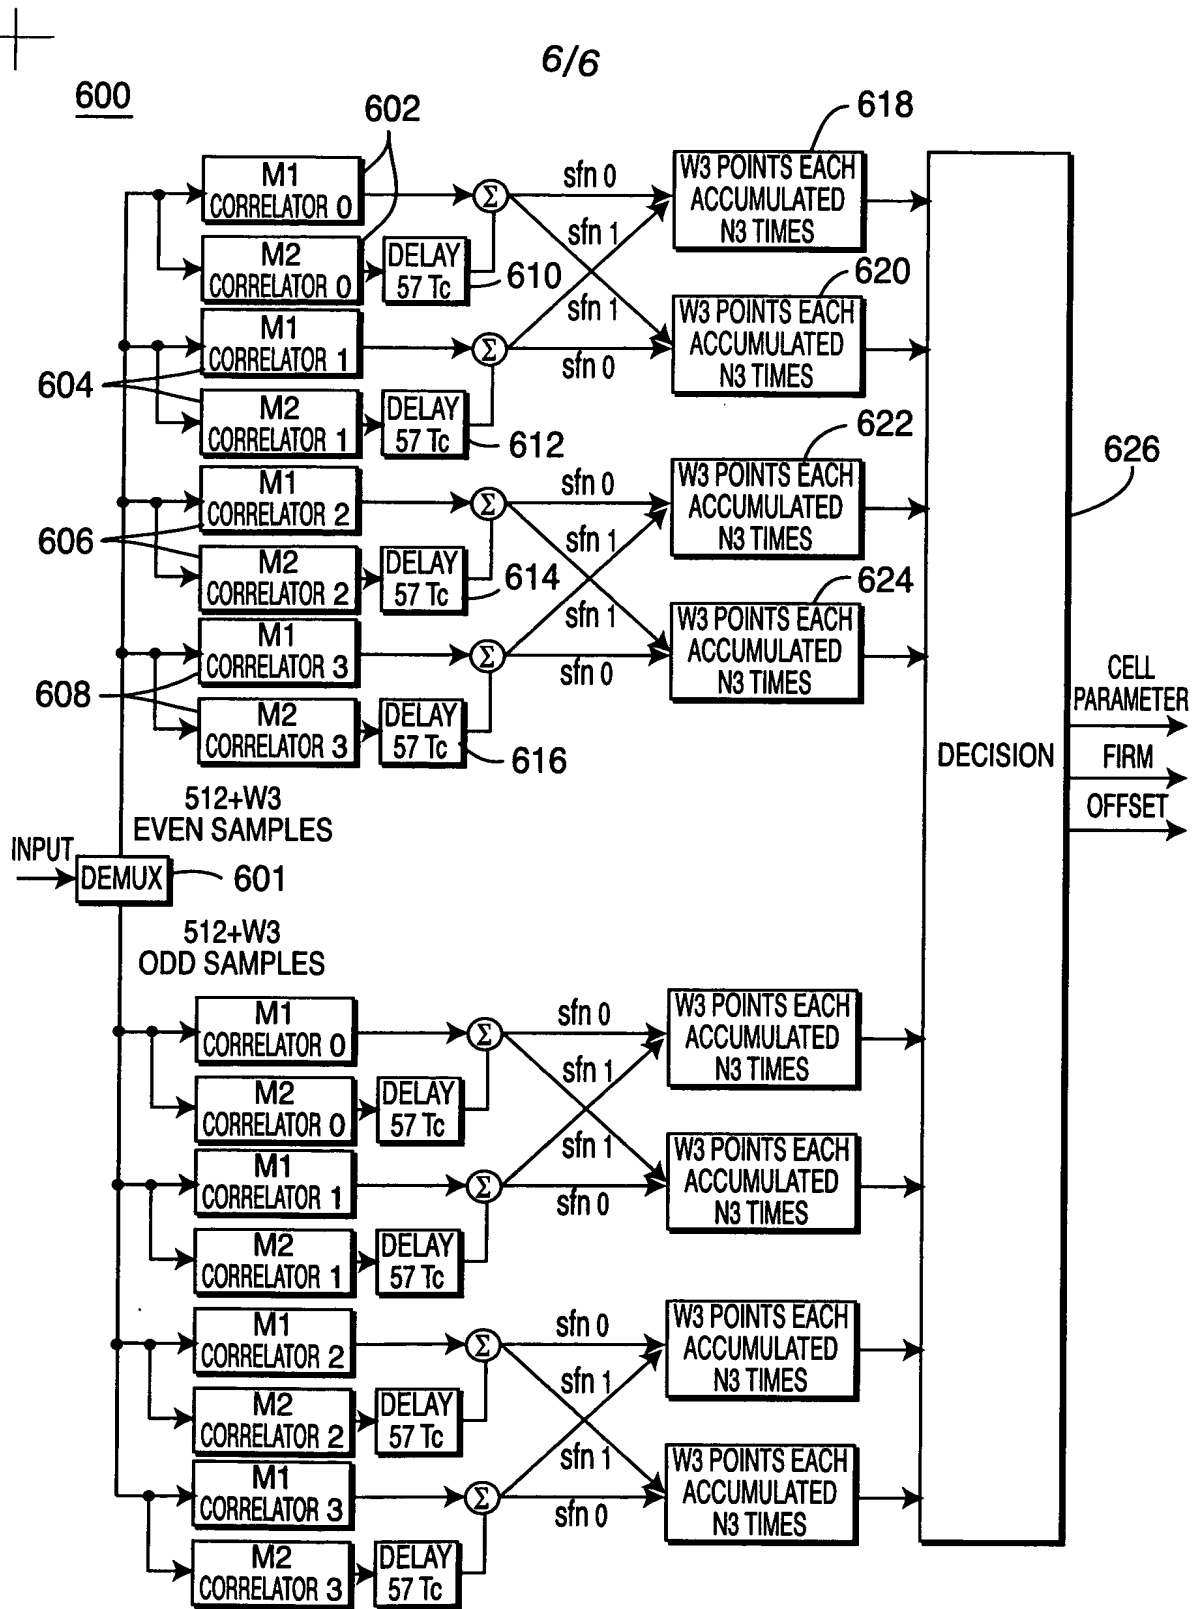 6/6
600
602
618
M1
CORRELATOR 0
Σ
sfn 0
W3 POINTS EACH
ACCUMULATED
N3 TIMES
M2
CORRELATOR 0
DELAY
57 Tc
610
sfn 1
620
M1
CORRELATOR 1
Σ
sfn 1
sfn 0
W3 POINTS EACH
ACCUMULATED
N3 TIMES
604
M2
CORRELATOR 1
DELAY
57 Tc
612
622
626
M1
CORRELATOR 2
Σ
sfn 0
W3 POINTS EACH
ACCUMULATED
N3 TIMES
606
M2
CORRELATOR 2
DELAY
57 Tc
614
sfn 1
624
M1
CORRELATOR 3
Σ
sfn 1
sfn 0
W3 POINTS EACH
ACCUMULATED
N3 TIMES
608
M2
CORRELATOR 3
DELAY
57 Tc
616
CELL
PARAMETER
DECISION
FIRM
OFFSET
512+W3
EVEN SAMPLES
INPUT
DEMUX
601
512+W3
ODD SAMPLES
M1
CORRELATOR 0
Σ
sfn 0
W3 POINTS EACH
ACCUMULATED
N3 TIMES
M2
CORRELATOR 0
DELAY
57 Tc
sfn 1
M1
CORRELATOR 1
Σ
sfn 1
sfn 0
W3 POINTS EACH
ACCUMULATED
N3 TIMES
M2
CORRELATOR 1
DELAY
57 Tc
M1
CORRELATOR 2
Σ
sfn 0
W3 POINTS EACH
ACCUMULATED
N3 TIMES
M2
CORRELATOR 2
DELAY
57 Tc
sfn 1
M1
CORRELATOR 3
Σ
sfn 1
sfn 0
W3 POINTS EACH
ACCUMULATED
N3 TIMES
M2
CORRELATOR 3
DELAY
57 Tc